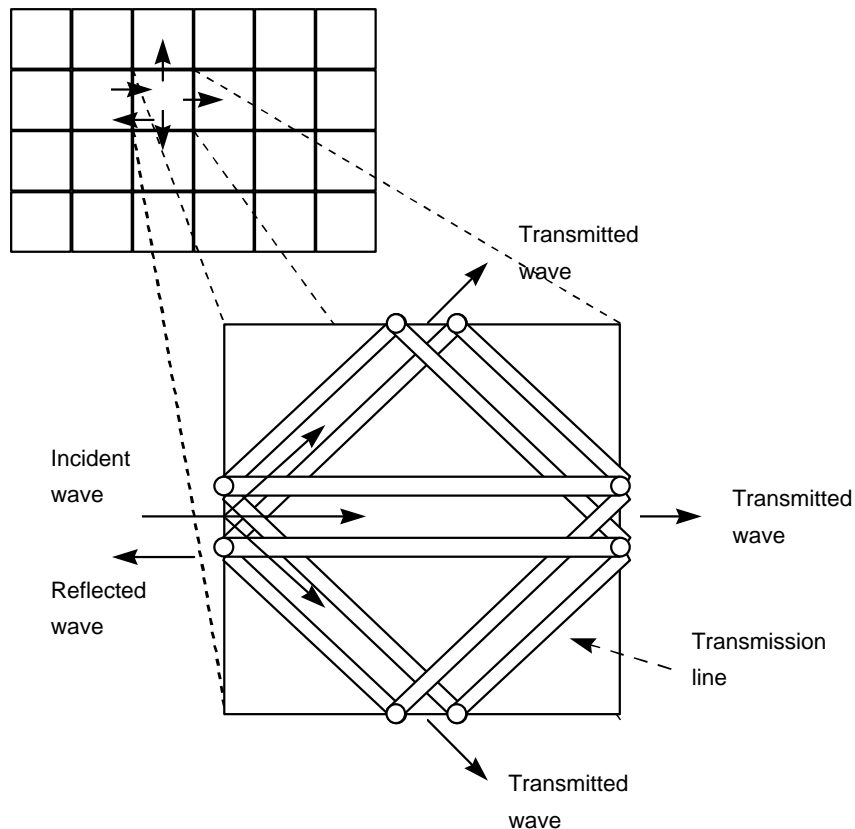 Transmitted
wave
Incident
wave
Transmitted
wave
Reflected
wave
Transmission
line
Transmitted
wave